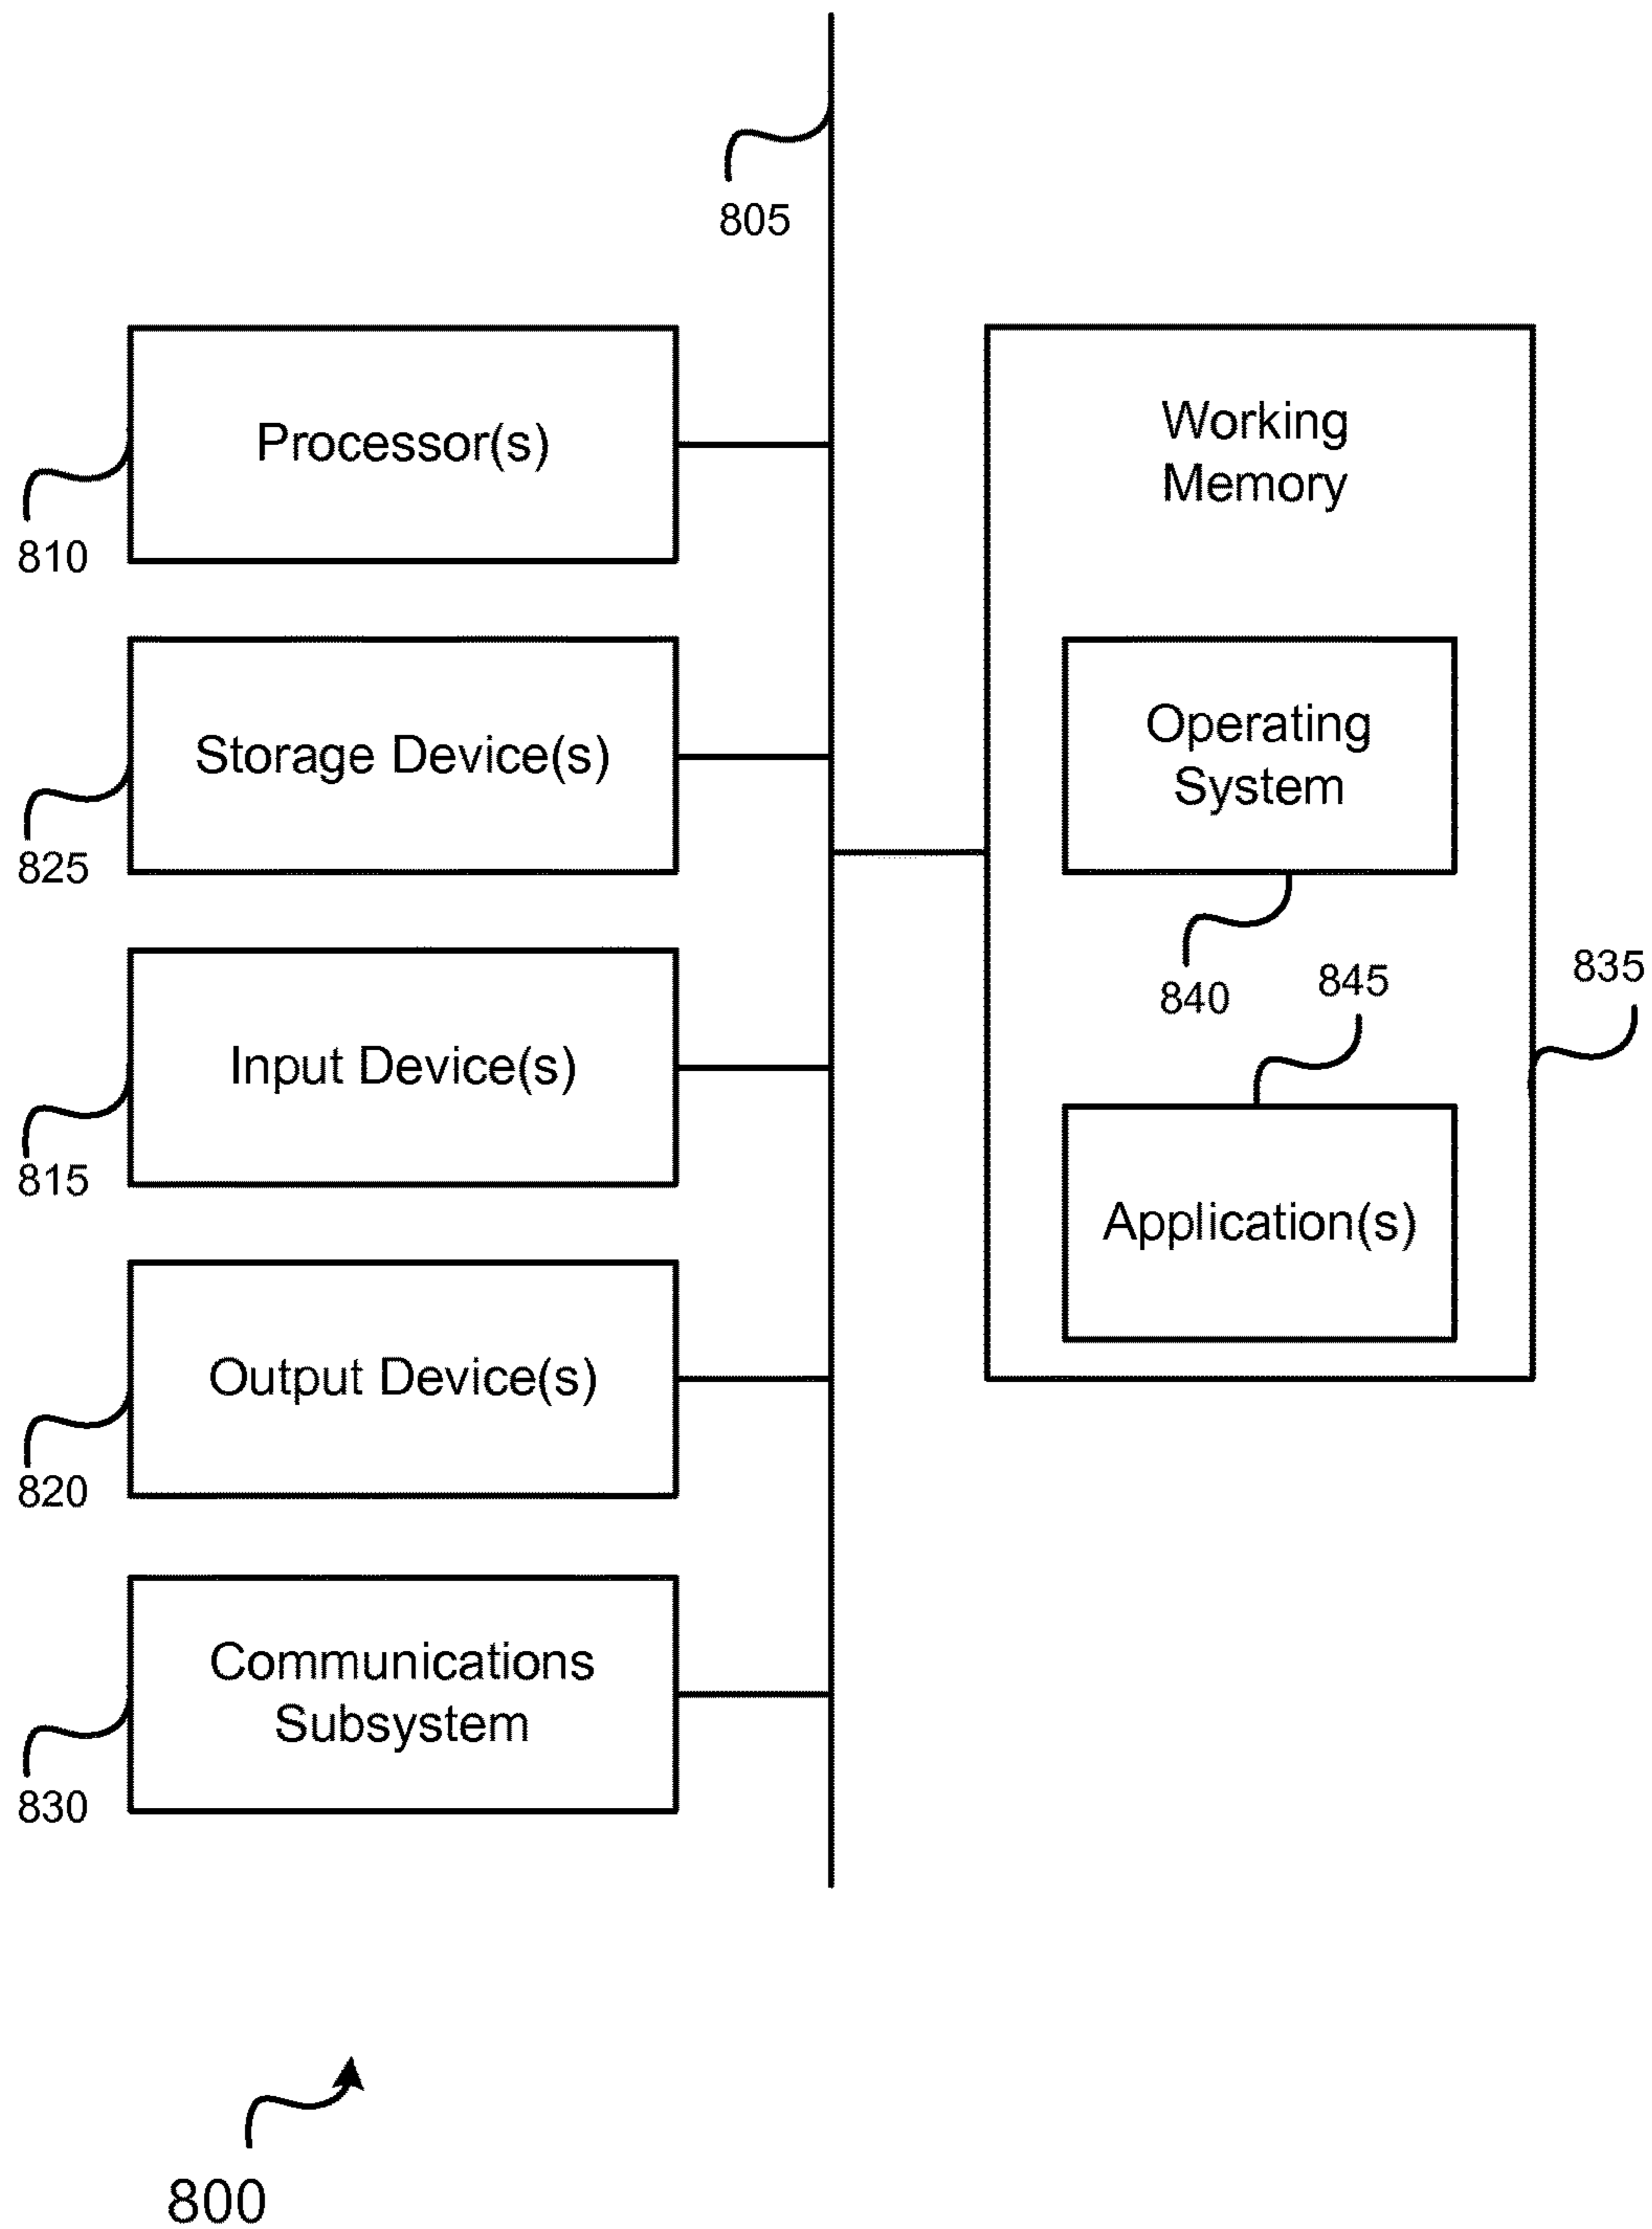 805
Processor(s)
810
Storage Device(s)
825
Input Device(s)
815
Output Device(s)
820
Communications
Subsystem
830
Working
Memory
Operating
System
840
845
835
Application(s)
800